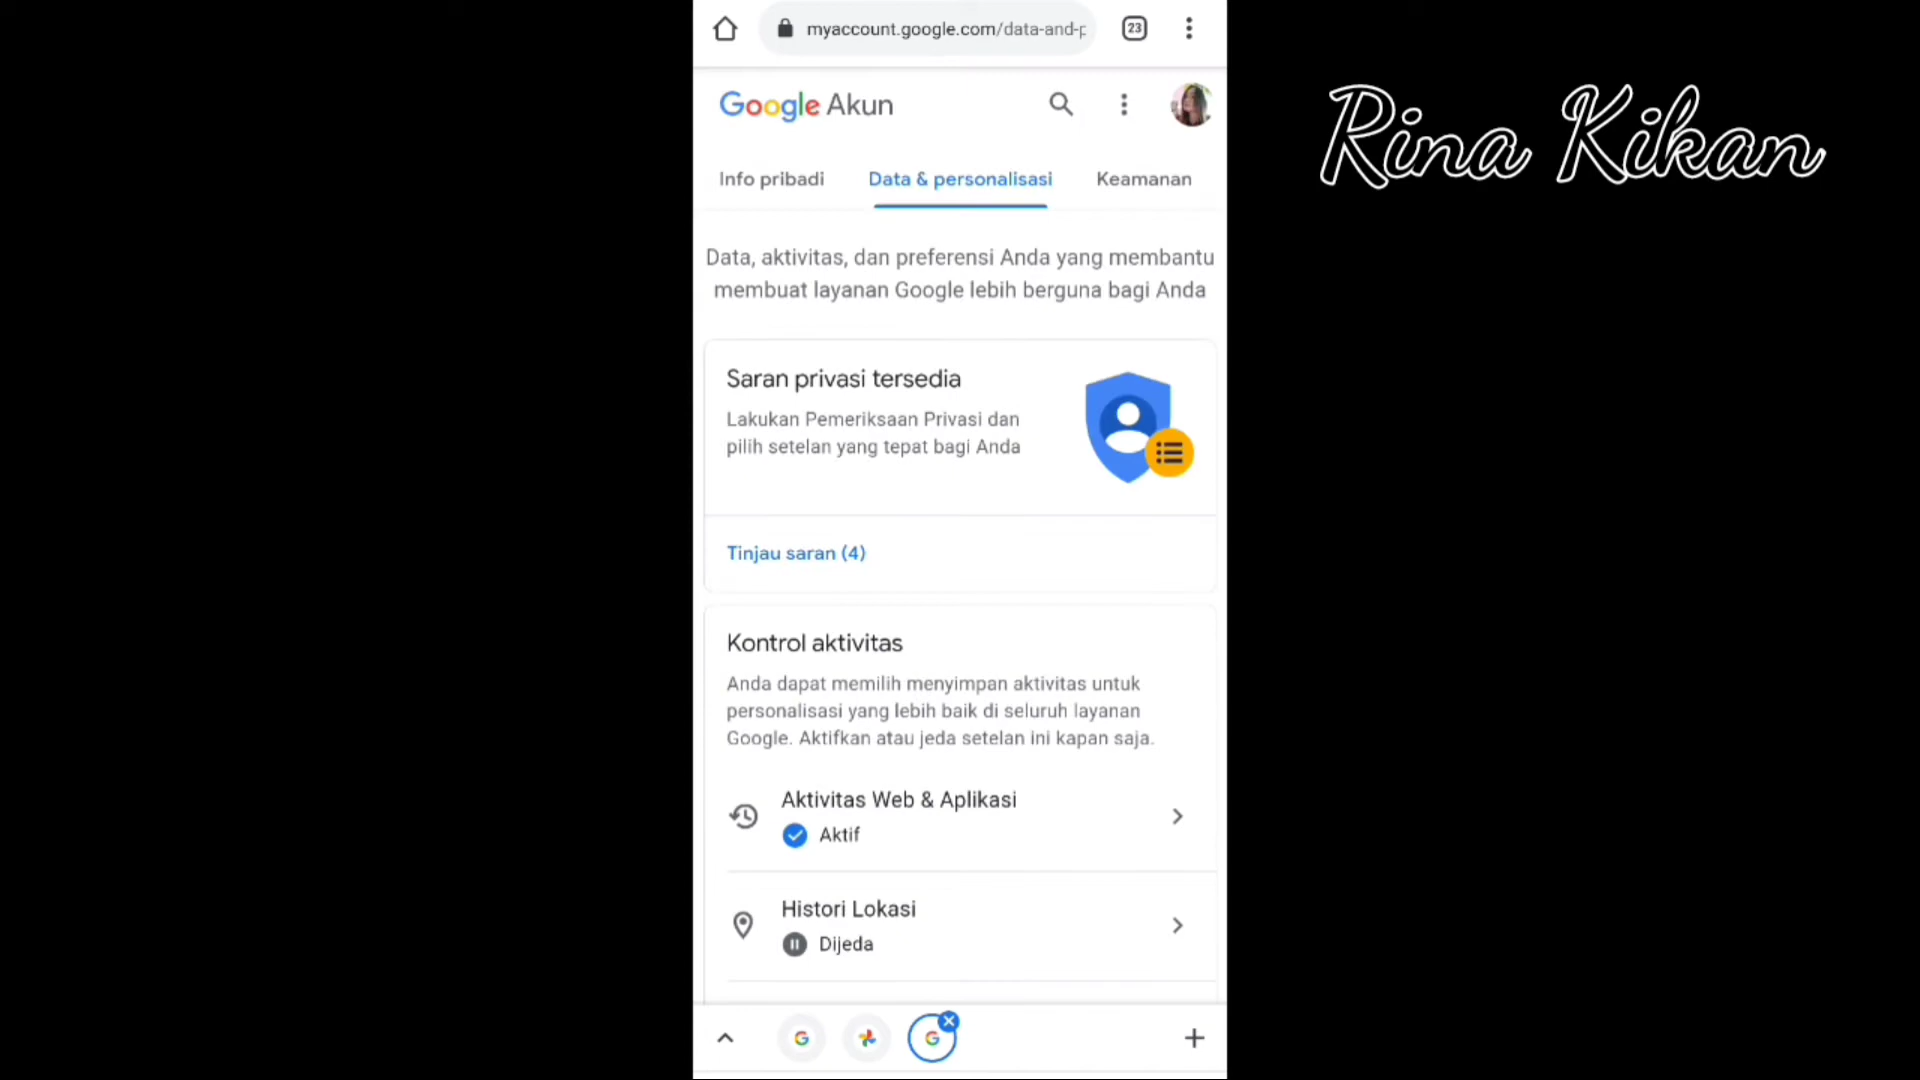 myaccount.google.com/data-and-p
23
Google Akun
Info pribadi
Data & personalisasi
Keamanan
Data, aktivitas, dan preferensi Anda yang membantu
membuat layanan Google lebih berguna bagi Anda
Saran privasi tersedia
Lakukan Pemeriksaan Privasi dan
pilih setelan yang tepat bagi Anda
Tinjau saran (4)
Kontrol aktivitas
Anda dapat memilih menyimpan aktivitas untuk
personalisasi yang lebih baik di seluruh layanan
Google. Aktifkan atau jeda setelan ini kapan saja.
Aktivitas Web & Aplikasi
Aktif
Histori Lokasi
Dijeda
Rina Kikan